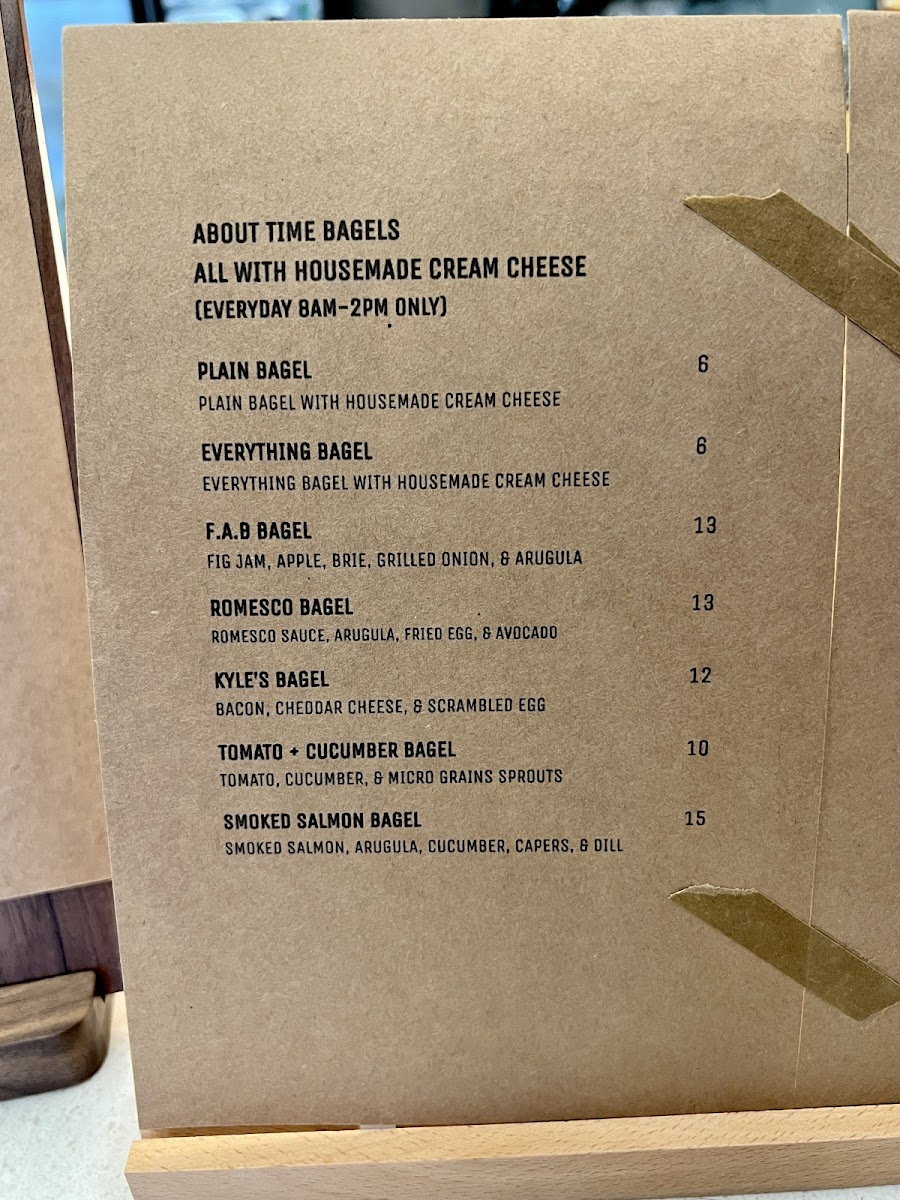 ABOUT TIME BAGELS
ALL WITH HOUSEMADE CREAM CHEESE
(EVERYDAY 8AM-2PM ONLY)
PLAIN BAGEL 6
PLAIN BAGEL WITH HOUSEMADE CREAM CHEESE
EVERYTHING BAGEL 6
EVERYTHING BAGEL WITH HOUSEMADE CREAM CHEESE
F.A.B BAGEL 13
FIG JAM, APPLE, BRIE, GRILLED ONION, & ARUGULA
ROMESCO BAGEL 13
ROMESCO SAUCE, ARUGULA, FRIED EGG, & AVOCADO
KYLE'S BAGEL 12
BACON, CHEDDAR CHEESE, & SCRAMBLED EGG
TOMATO + CUCUMBER BAGEL 10
TOMATO, CUCUMBER, & MICRO GRAINS SPROUTS
SMOKED SALMON BAGEL 15
SMOKED SALMON, ARUGULA, CUCUMBER, CAPERS, & DILL